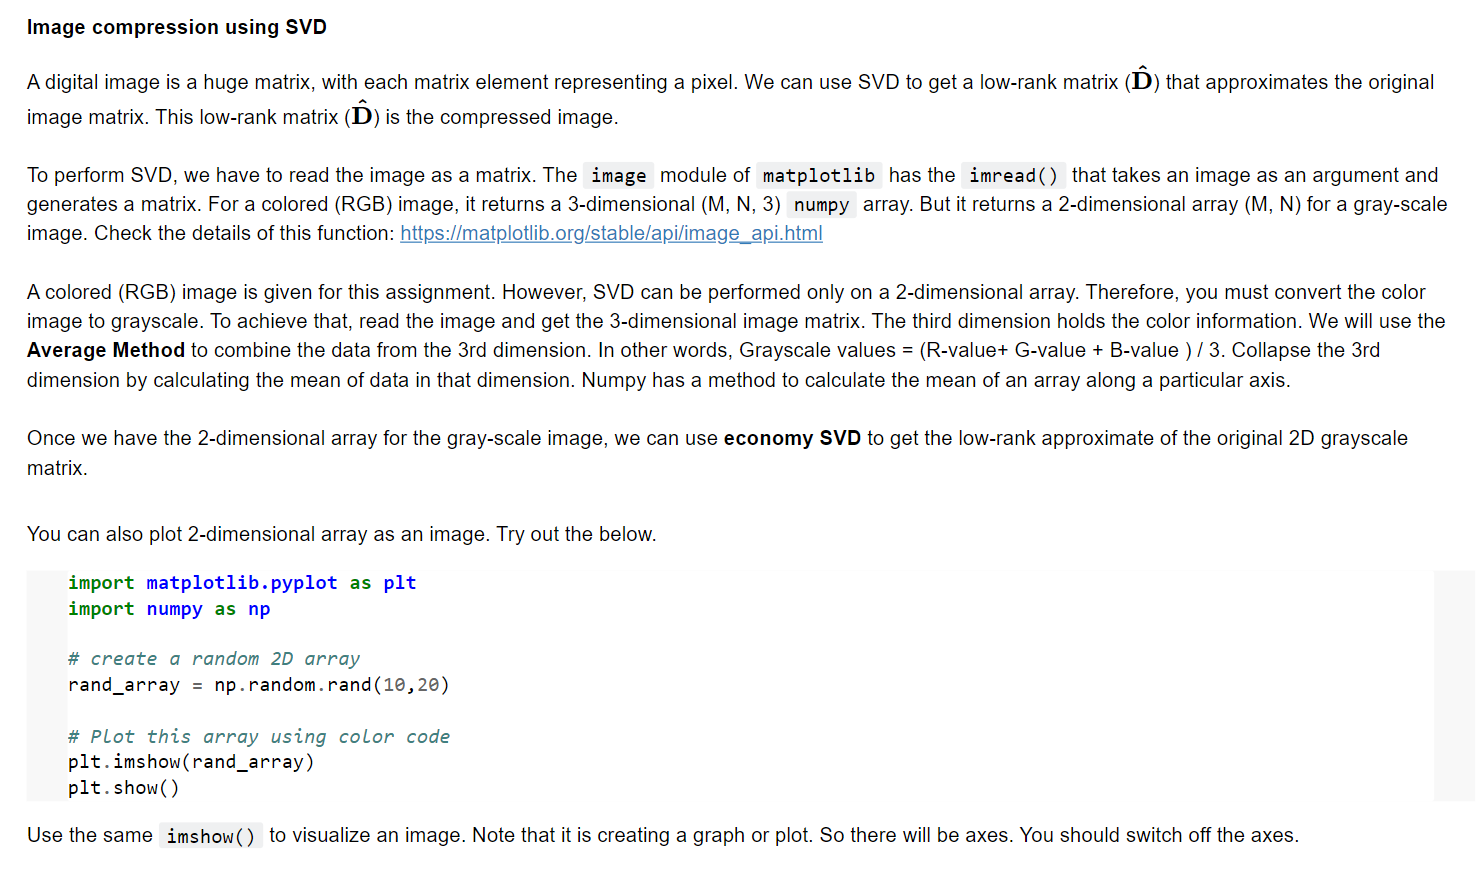 Image compression using SVD
A digital image is a huge matrix, with each matrix element representing a pixel. We can use SVD to get a low-rank matrix (D̂) that approximates the original
image matrix. This low-rank matrix (D̂) is the compressed image.
To perform SVD, we have to read the image as a matrix. The image module of matplotlib has the imread() that takes an image as an argument and
generates a matrix. For a colored (RGB) image, it returns a 3-dimensional (M, N, 3) numpy array. But it returns a 2-dimensional array (M, N) for a gray-scale
image. Check the details of this function: https://matplotlib.org/stable/api/image_api.html
A colored (RGB) image is given for this assignment. However, SVD can be performed only on a 2-dimensional array. Therefore, you must convert the color
image to grayscale. To achieve that, read the image and get the 3-dimensional image matrix. The third dimension holds the color information. We will use the
Average Method to combine the data from the 3rd dimension. In other words, Grayscale values = (R-value+ G-value + B-value ) / 3. Collapse the 3rd
dimension by calculating the mean of data in that dimension. Numpy has a method to calculate the mean of an array along a particular axis.
Once we have the 2-dimensional array for the gray-scale image, we can use economy SVD to get the low-rank approximate of the original 2D grayscale
matrix.
You can also plot 2-dimensional array as an image. Try out the below.
import matplotlib.pyplot as plt
import numpy as np
# create a random 2D array
rand_array = np.random.rand(10,20)
# Plot this array using color code
plt.imshow(rand_array)
plt.show()
Use the same imshow() to visualize an image. Note that it is creating a graph or plot. So there will be axes. You should switch off the axes.